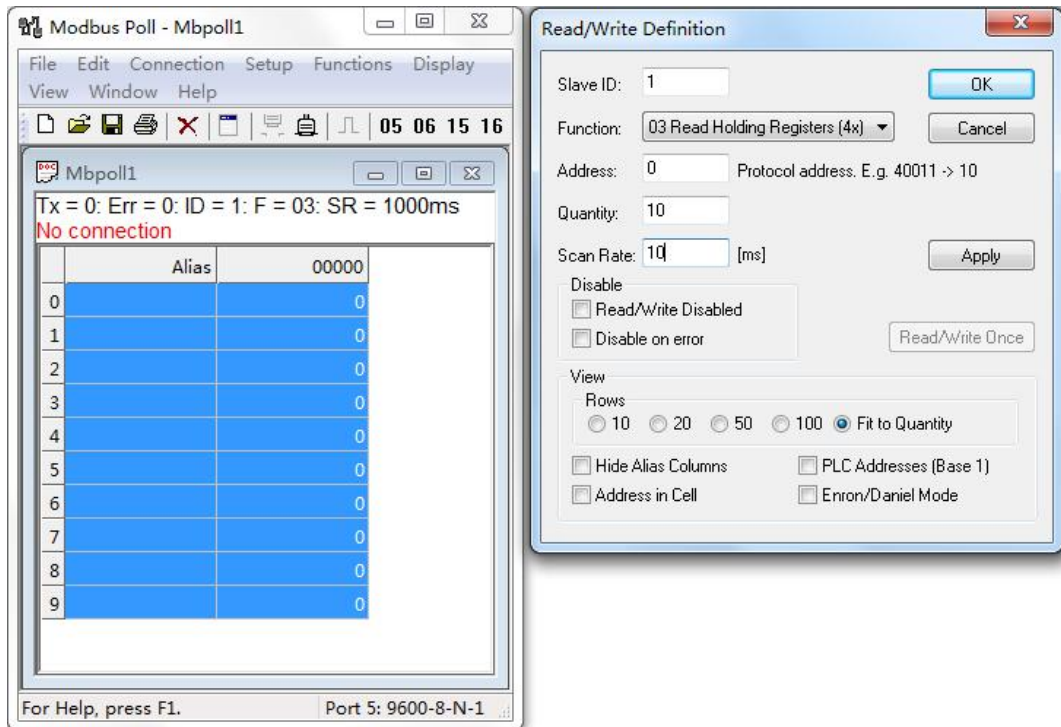 Modbus Poll - Mbpoll1
File Edit Connection Setup Functions Display
View Window Help
05 06 15 16
Mbpoll1
Tx = 0: Err = 0: ID = 1: F = 03: SR = 1000ms
No connection
Alias 00000
0 0
1 0
2 0
3 0
4 0
5 0
6 0
7 0
8 0
9 0
For Help, press F1. Port 5: 9600-8-N-1
Read/Write Definition
Slave ID: 1 OK
Function: 03 Read Holding Registers (4x) Cancel
Address: 0 Protocol address. E.g. 40011 -> 10
Quantity: 10
Scan Rate: 10 [ms] Apply
Disable
Read/Write Disabled
Disable on error Read/Write Once
View
Rows
10 20 50 100 Fit to Quantity
Hide Alias Columns PLC Addresses (Base 1)
Address in Cell Enron/Daniel Mode